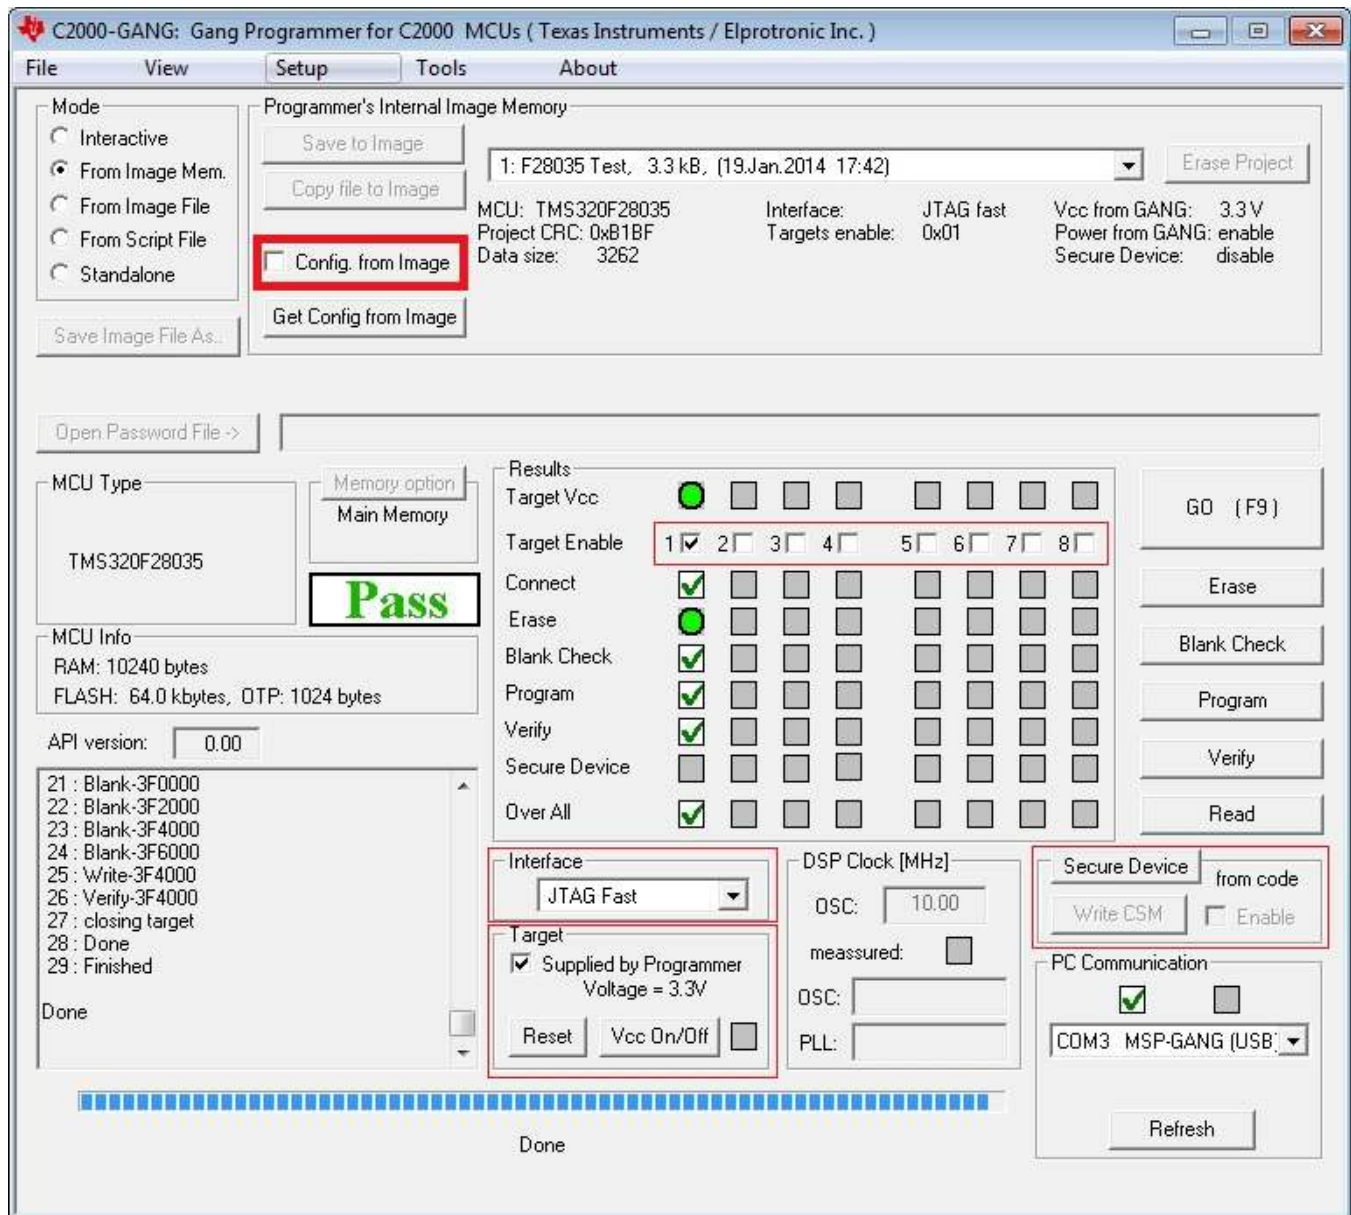 C2000-GANG: Gang Programmer for C2000 MCUs ( Texas Instruments / Elprotronic Inc. )
File View Setup Tools About
Mode
Interactive
From Image Mem.
From Image File
From Script File
Standalone
Save Image File As..
Programmer's Internal Image Memory
Save to Image
Copy file to Image
Config. from Image
Get Config from Image
1: F28035 Test, 3.3 kB, (19.Jan.2014 17:42)
Erase Project
MCU: TMS320F28035
Project CRC: 0xB1BF
Data size: 3262
Interface: JTAG fast
Targets enable: 0x01
Vcc from GANG: 3.3 V
Power from GANG: enable
Secure Device: disable
Open Password File ->
MCU Type
TMS320F28035
Memory option
Main Memory
Pass
MCU Info
RAM: 10240 bytes
FLASH: 64.0 kbytes, OTP: 1024 bytes
API version: 0.00
21 : Blank-3F0000
22 : Blank-3F2000
23 : Blank-3F4000
24 : Blank-3F6000
25 : Write-3F4000
26 : Verify-3F4000
27 : closing target
28 : Done
29 : Finished
Done
Results
Target Vcc
Target Enable 1 2 3 4 5 6 7 8
Connect
Erase
Blank Check
Program
Verify
Secure Device
Over All
GO (F9)
Erase
Blank Check
Program
Verify
Read
Interface
JTAG Fast
Target
Supplied by Programmer
Voltage = 3.3V
Reset
Vcc On/Off
DSP Clock [MHz]
OSC: 10.00
meassured:
OSC:
PLL:
Secure Device
from code
Write CSM
Enable
PC Communication
COM3 MSP-GANG (USB)
Refresh
Done